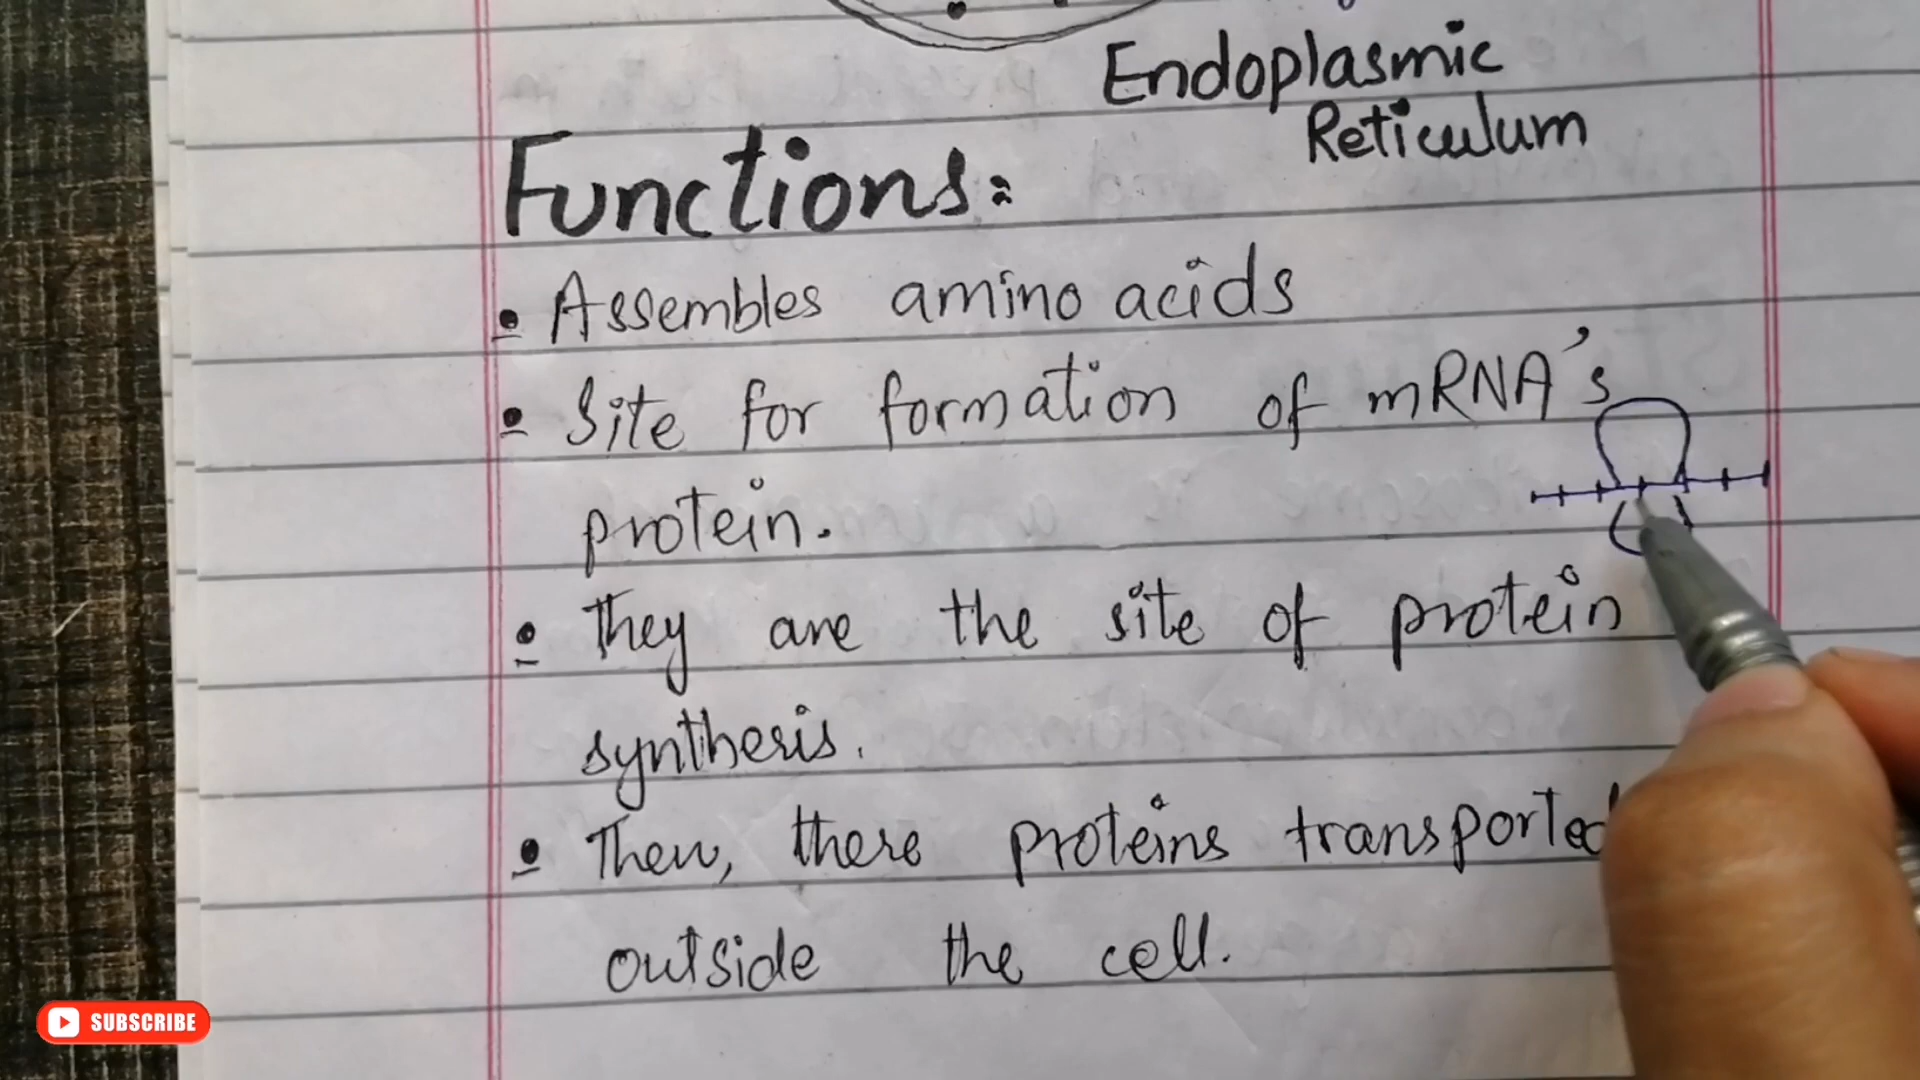 Endoplasmic
Reticulum
Functions:
• Assembles amino acids
• Site for formation of mRNA's
protein.
• They are the site of protein
synthesis.
• Then, these proteins transported
outside the cell.
SUBSCRIBE